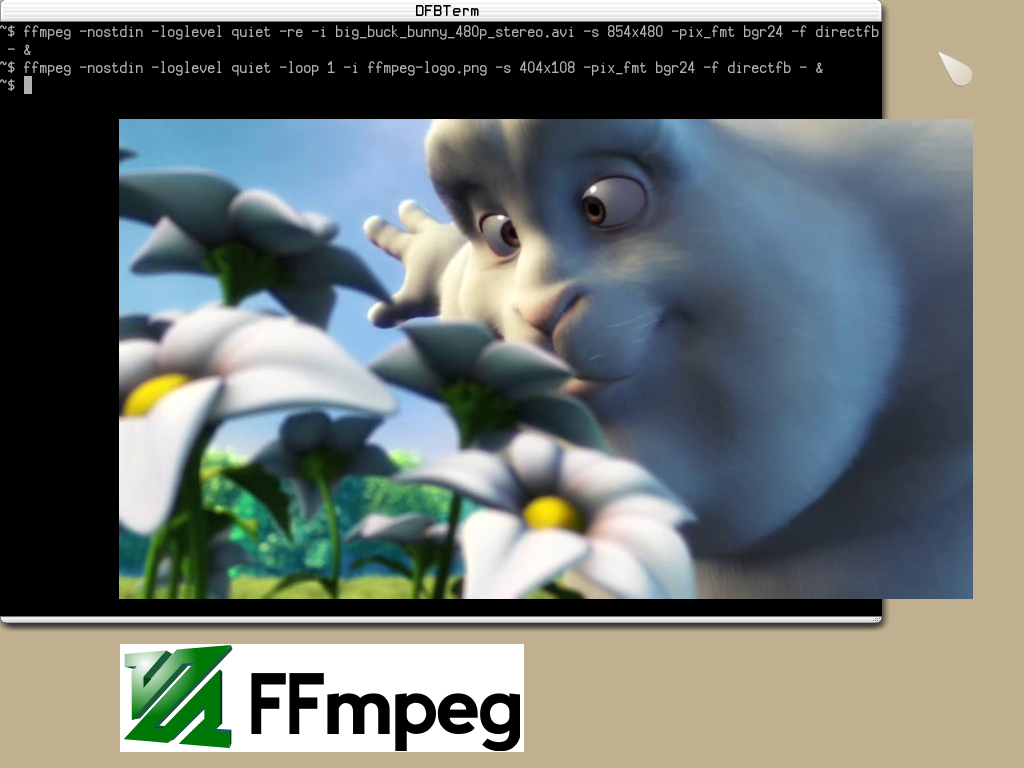 DFBTerm
~$ ffmpeg -nostdin -loglevel quiet -re -i big_buck_bunny_480p_stereo.avi -s 854x480 -pix_fmt bgr24 -f directfb
- &
~$ ffmpeg -nostdin -loglevel quiet -loop 1 -i ffmpeg-logo.png -s 404x108 -pix_fmt bgr24 -f directfb - &
~$
FFmpeg